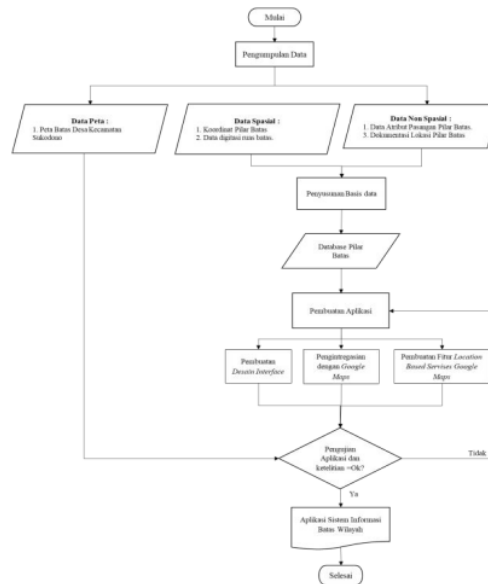 Mulai
Pengumpulan Data
Data Peta :
1. Peta Batas Desa/Kecamatan
Sukodono
Data Spasial :
1. Koordinat Pilar Batas
2. Data digitasi ruas batas.
Data Non Spasial :
1. Data Atribut Pasangan Pilar Batas.
3. Dokumentasi Lokasi Pilar Batas
Penyusunan Basis data
Database Pilar
Batas
Pembuatan Aplikasi
Pembuatan
Desain Interface
Pengintegrasian
dengan Google
Maps
Pembuatan Fitur Location
Based Servises Google
Maps
Pengujian
Aplikasi dan
ketelitian =Ok?
Tidak
Ya
Aplikasi Sistem Informasi
Batas Wilayah
Selesai